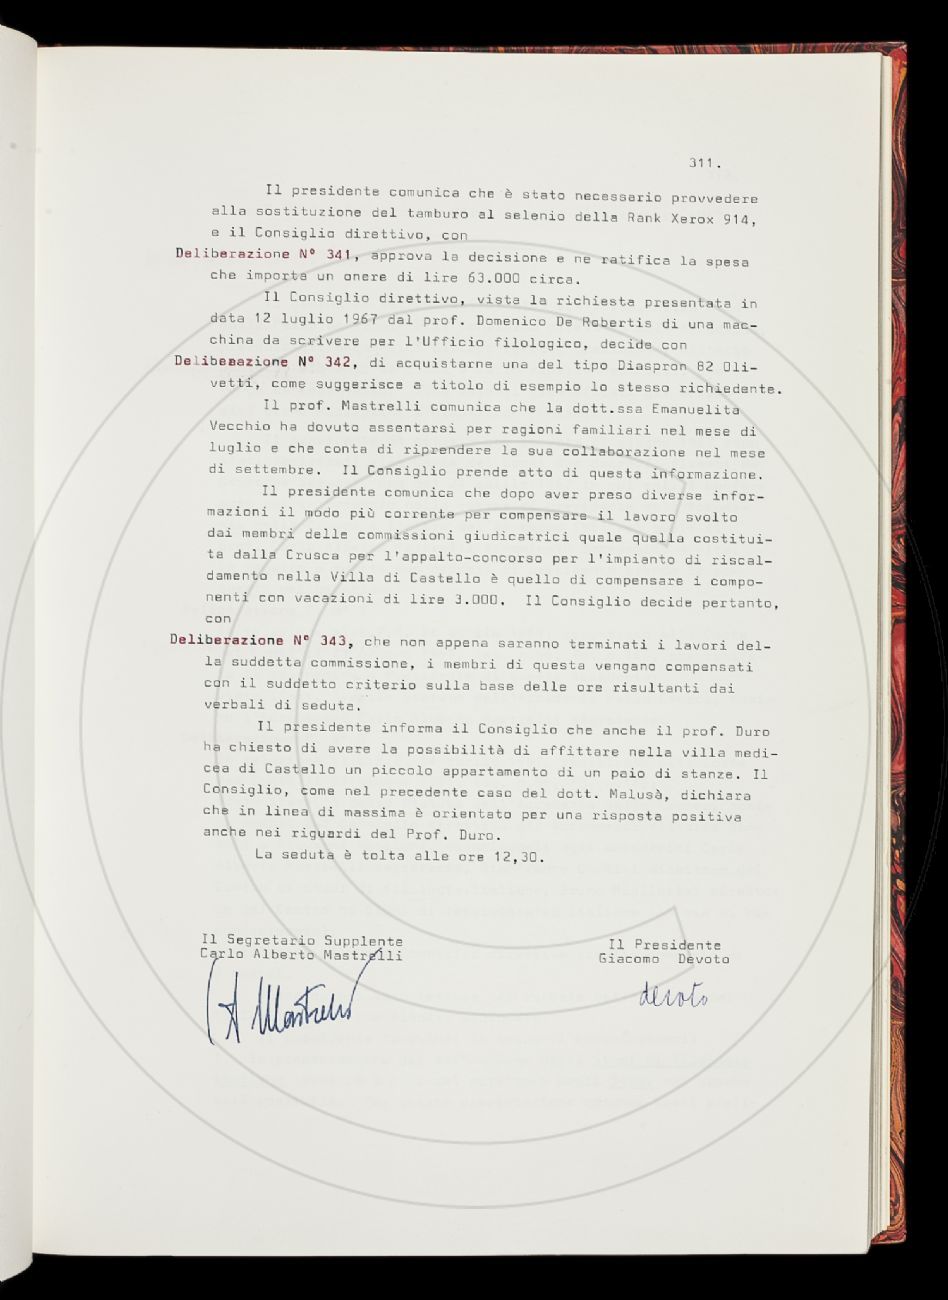 311.
Il presidente comunica che è stato necessario provvedere
alla sostituzione del tamburo al selenio della Rank Xerox 914,
e il Consiglio direttivo, con
Deliberazione N° 341, approva la decisione e ne ratifica la spesa
che importa un onere di lire 63.000 circa.
Il Consiglio direttivo, vista la richiesta presentata in
data 12 luglio 1967 dal prof. Domenico De Robertis di una mac-
china da scrivere per l'Ufficio filologico, decide con
Deliberazione N° 342, di acquistarne una del tipo Diaspron 82 Oli-
vetti, come suggerisce a titolo di esempio lo stesso richiedente.
Il prof. Mastrelli comunica che la dott.ssa Emanuelita
Vecchio ha dovuto assentarsi per ragioni familiari nel mese di
luglio e che conta di riprendere la sua collaborazione nel mese
di settembre. Il Consiglio prende atto di questa informazione.
Il presidente comunica che dopo aver preso diverse infor-
mazioni il modo più corrente per compensare il lavoro svolto
dai membri delle commissioni giudicatrici quale quella costitui-
ta dalla Crusca per l'appalto-concorso per l'impianto di riscal-
damento nella Villa di Castello è quello di compensare i compo-
nenti con vacazioni di lire 3.000. Il Consiglio decide pertanto,
con
Deliberazione N° 343, che non appena saranno terminati i lavori del-
la suddetta commissione, i membri di questa vengano compensati
con il suddetto criterio sulla base delle ore risultanti dai
verbali di seduta.
Il presidente informa il Consiglio che anche il prof. Duro
ha chiesto di avere la possibilità di affittare nella villa medi-
cea di Castello un piccolo appartamento di un paio di stanze. Il
Consiglio, come nel precedente caso del dott. Malusà, dichiara
che in linea di massima è orientato per una risposta positiva
anche nei riguardi del Prof. Duro.
La seduta è tolta alle ore 12,30.
Il Segretario Supplente
Carlo Alberto Mastrelli
Il Presidente
Giacomo Devoto
CA Mastrelli
devoto